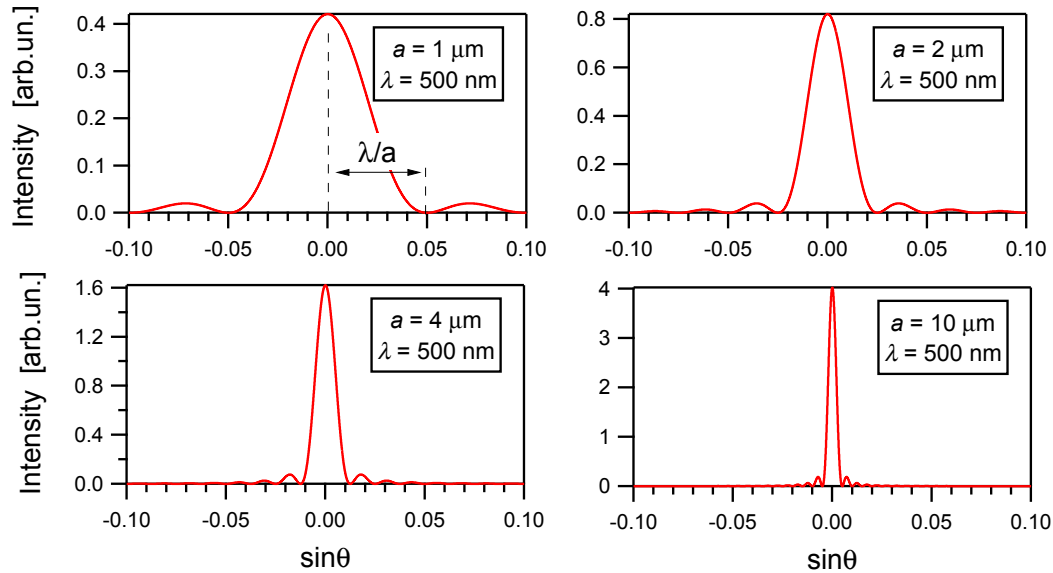 Intensity [arb.un.]
0.4
0.3
0.2
0.1
0.0
a = 1 μm
λ = 500 nm
λ/a
-0.10 -0.05 0.00 0.05 0.10
0.8
0.6
0.4
0.2
0.0
a = 2 μm
λ = 500 nm
-0.10 -0.05 0.00 0.05 0.10
Intensity [arb.un.]
1.6
1.2
0.8
0.4
0.0
a = 4 μm
λ = 500 nm
-0.10 -0.05 0.00 0.05 0.10
sinθ
4
3
2
1
0
a = 10 μm
λ = 500 nm
-0.10 -0.05 0.00 0.05 0.10
sinθ